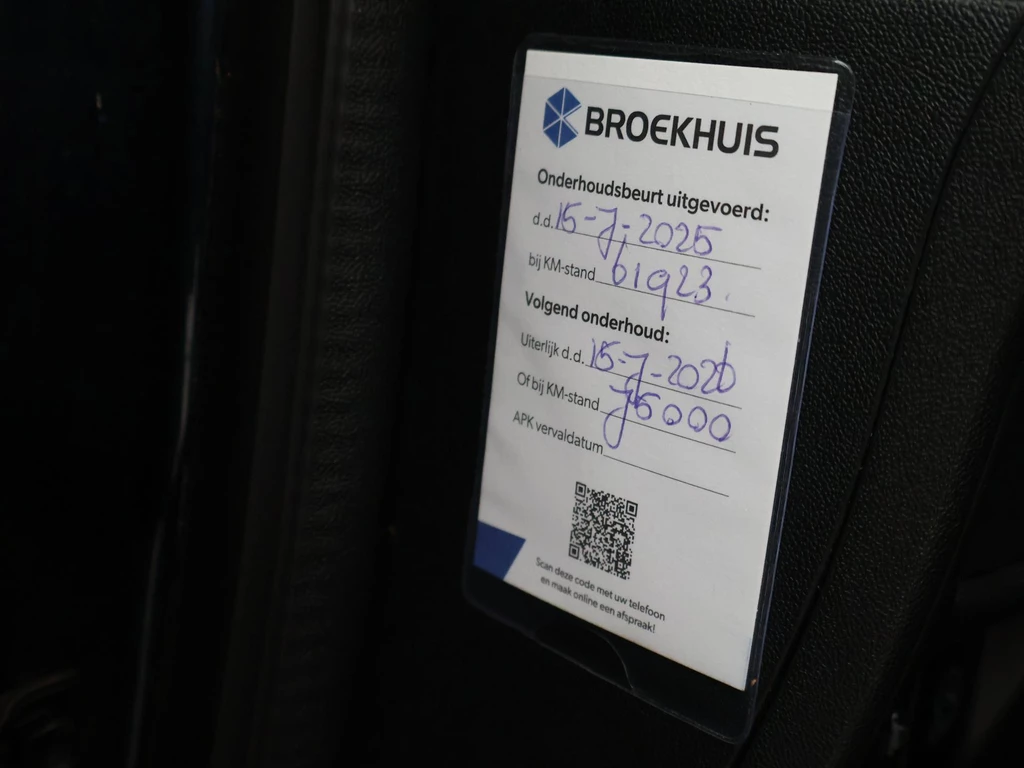 BROEKHUIS
Onderhoudsbeurt uitgevoerd:
d.d. 15-7-2025
bij KM-stand 61923.
Volgend onderhoud:
Uiterlijk d.d. 15-7-2026
Of bij KM-stand 75000
APK vervaldatum
Scan deze code met uw telefoon
en maak online een afspraak!